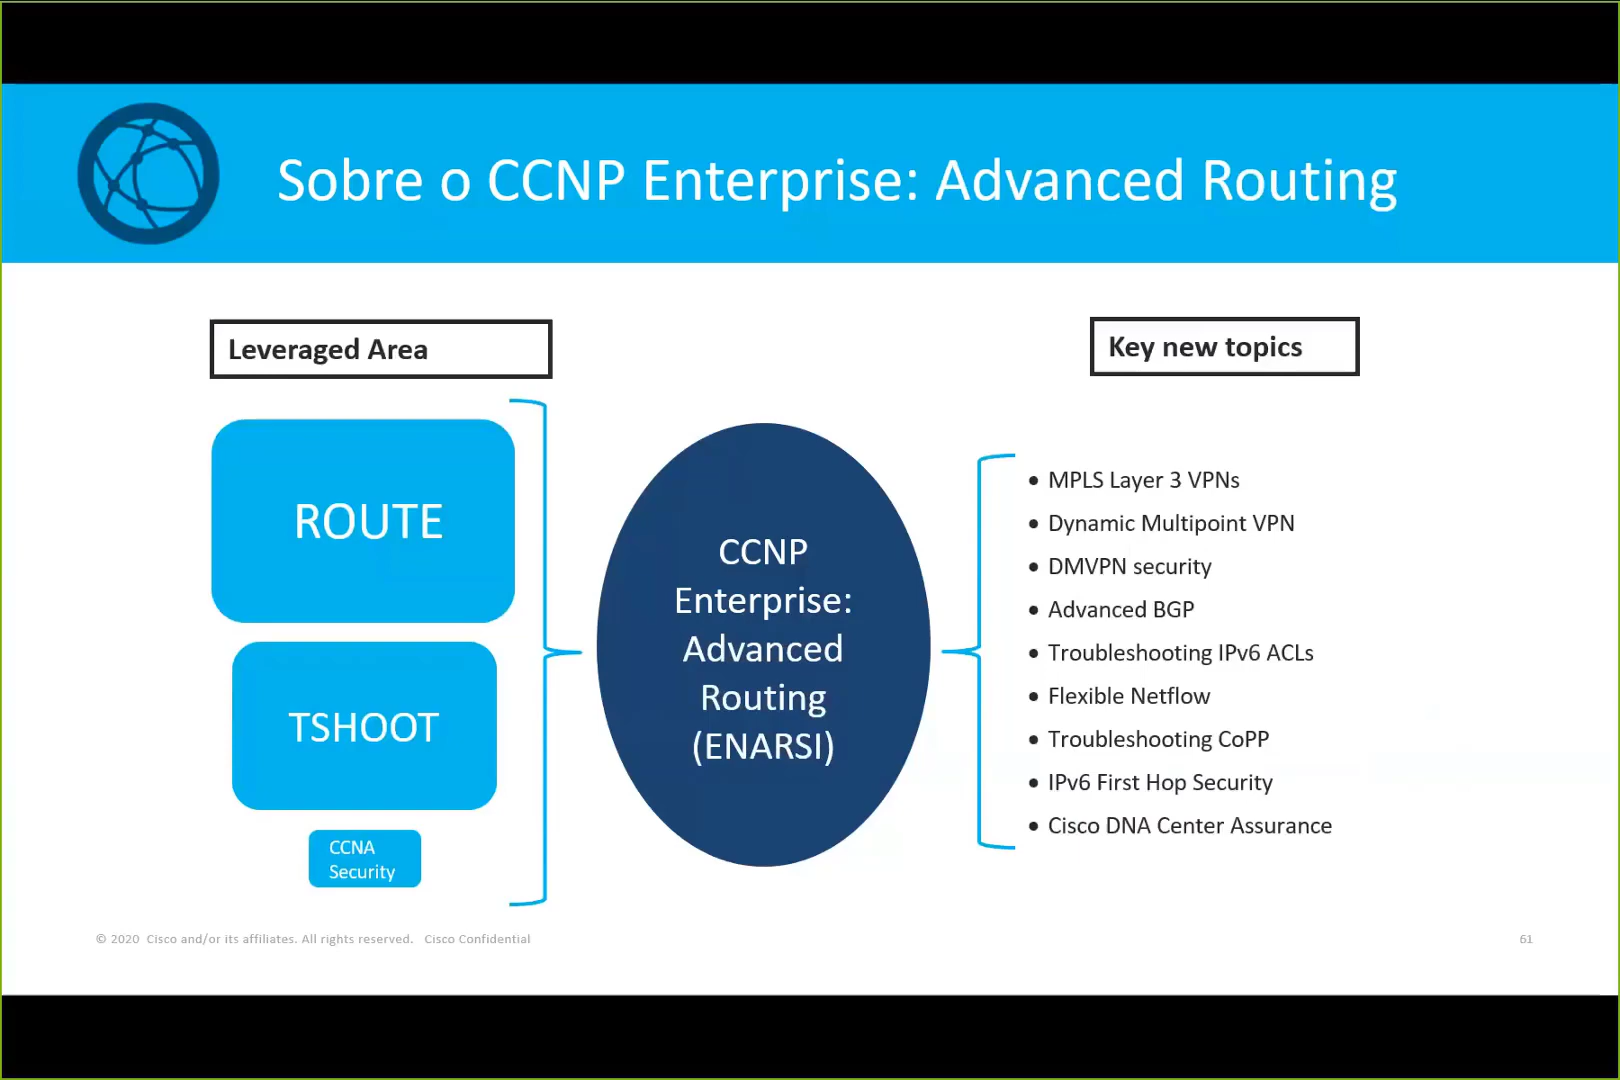 Sobre o CCNP Enterprise: Advanced Routing
Leveraged Area
ROUTE
TSHOOT
CCNA
Security
CCNP
Enterprise:
Advanced
Routing
(ENARSI)
Key new topics
• MPLS Layer 3 VPNs
• Dynamic Multipoint VPN
• DMVPN security
• Advanced BGP
• Troubleshooting IPv6 ACLs
• Flexible Netflow
• Troubleshooting CoPP
• IPv6 First Hop Security
• Cisco DNA Center Assurance
© 2020 Cisco and/or its affiliates. All rights reserved. Cisco Confidential
61